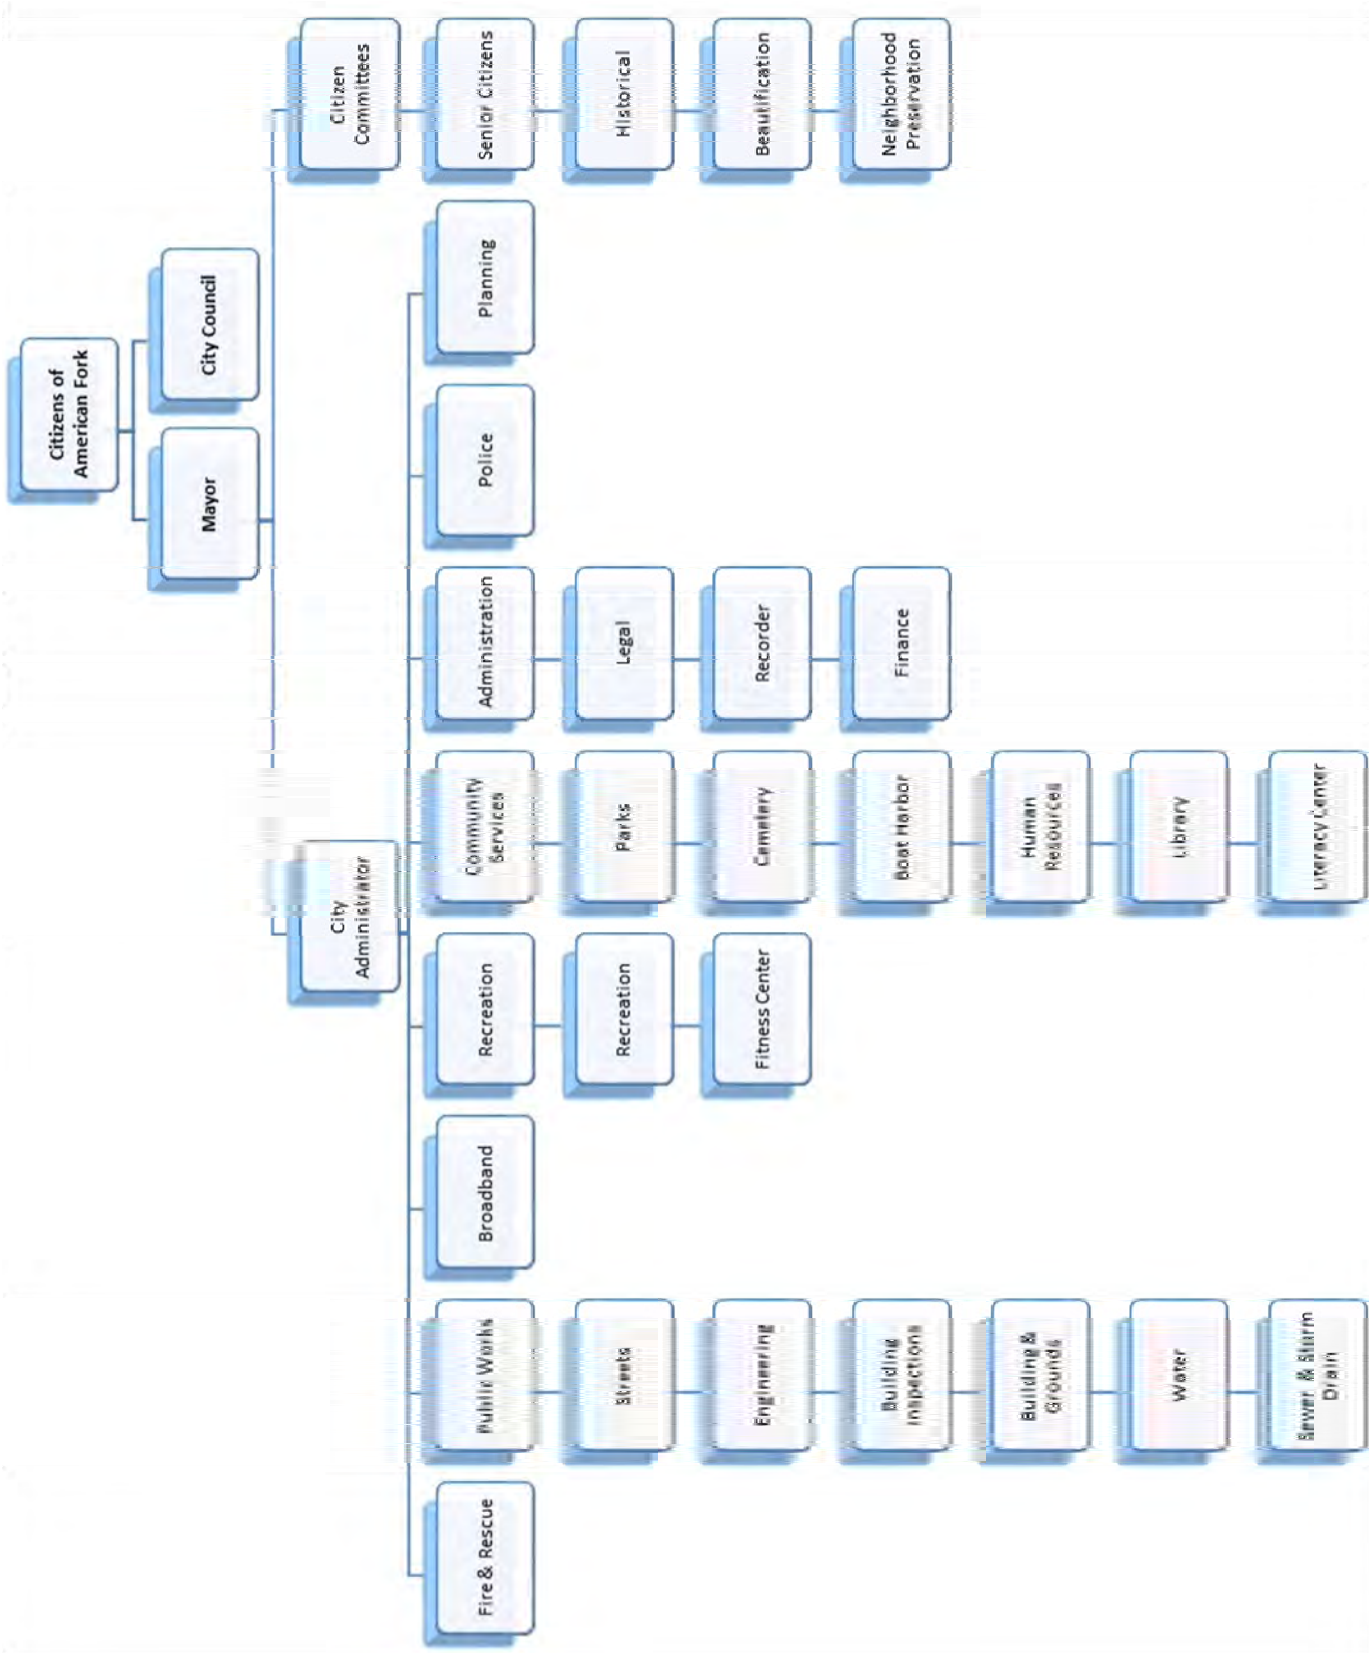 Citizens of
American Fork
Mayor
City Council
City
Administrator
Citizen
Committees
Fire & Rescue
Public Works
Broadband
Recreation
Community
Services
Administration
Police
Planning
Senior Citizens
Streets
Recreation
Parks
Legal
Historical
Engineering
Fitness Center
Cemetery
Recorder
Beautification
Building
Inspections
Boat Harbor
Finance
Neighborhood
Preservation
Building &
Grounds
Human
Resources
Water
Library
Sewer & Storm
Drain
Literacy Center